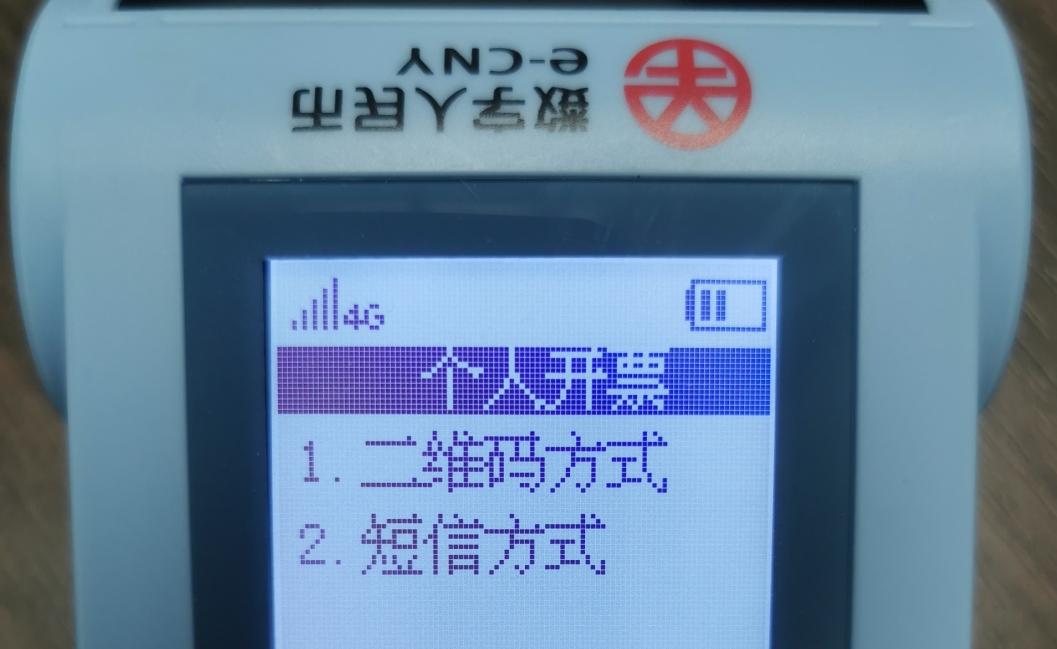 数字人民币
e-CNY
4G
个人开票
1.二维码方式
2.短信方式